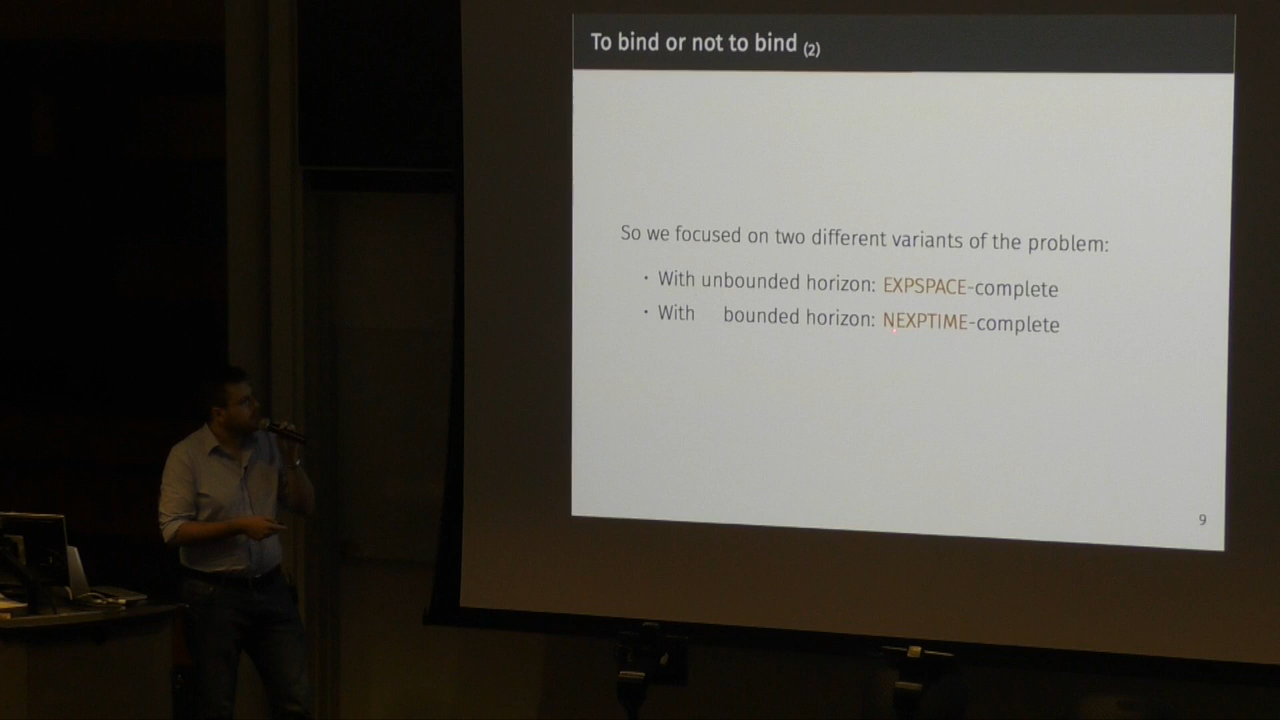 To bind or not to bind (2)
So we focused on two different variants of the problem:
· With unbounded horizon: EXPSPACE-complete
· With bounded horizon: NEXPTIME-complete
9